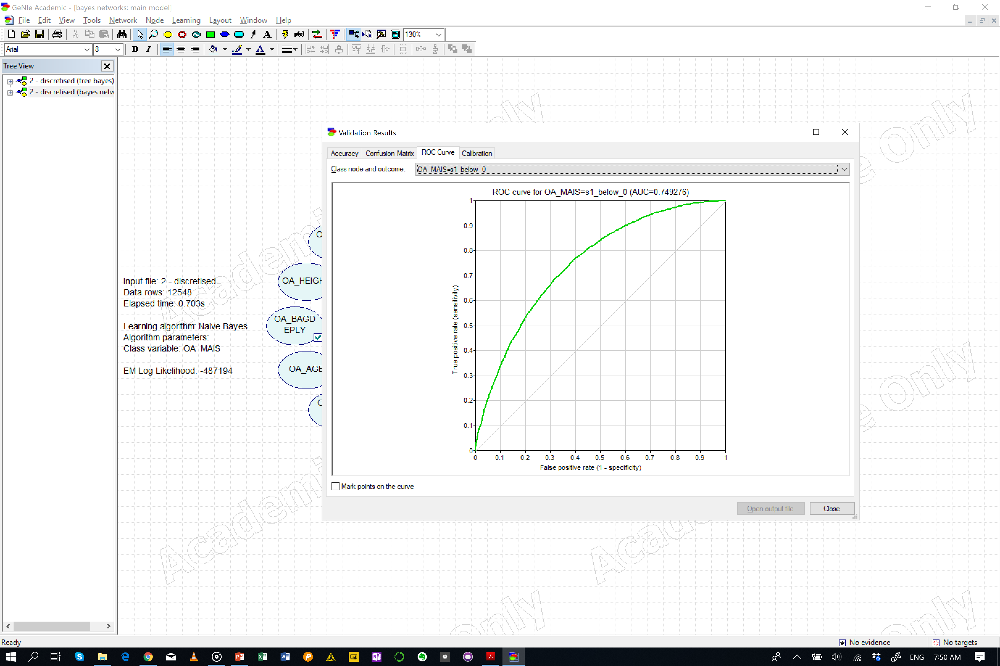 GeNIe Academic - [bayes networks: main model]
File Edit View Tools Network Node Learning Layout Window Help
p(e) A 130%
Arial 8 B I A
Tree View
2 - discretised (tree bayes)
2 - discretised (bayes netw
Input file: 2 - discretised
Data rows: 12548
Elapsed time: 0.703s
Learning algorithm: Naive Bayes
Algorithm parameters:
Class variable: OA_MAIS
EM Log Likelihood: -487194
OA_HEIGH
OA_BAGD
EPLY
OA_AGE
Validation Results
Accuracy Confusion Matrix ROC Curve Calibration
Class node and outcome: OA_MAIS=s1_below_0
ROC curve for OA_MAIS=s1_below_0 (AUC=0.749276)
True positive rate (sensitivity)
1
0.9
0.8
0.7
0.6
0.5
0.4
0.3
0.2
0.1
0
0 0.1 0.2 0.3 0.4 0.5 0.6 0.7 0.8 0.9 1
False positive rate (1 - specificity)
Mark points on the curve
Open output file Close
Academi
Academi
Acad
only
e Only
e Only
only
Ready No evidence No targets
ENG 7:50 AM